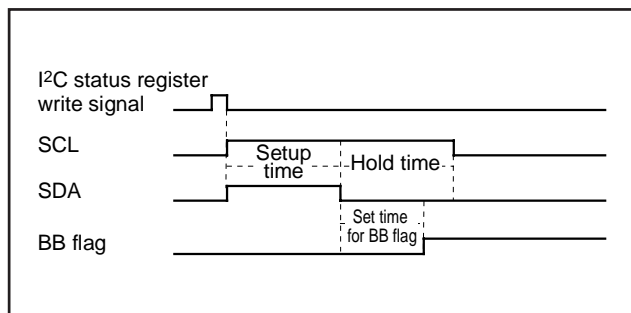 I²C status register
write signal
SCL
Setup
time
Hold time
SDA
Set time
for BB flag
BB flag